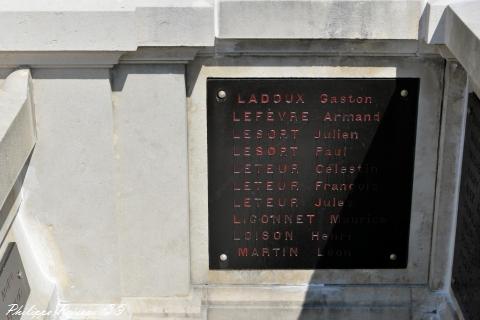 LADOUX Gaston
LEFÈVRE Armand
LESORT Julien
LESORT Paul
LETEUR Célestin
LETEUR François
LETEUR Jules
LIGONNET Maurice
LOISON Henri
MARTIN Léon